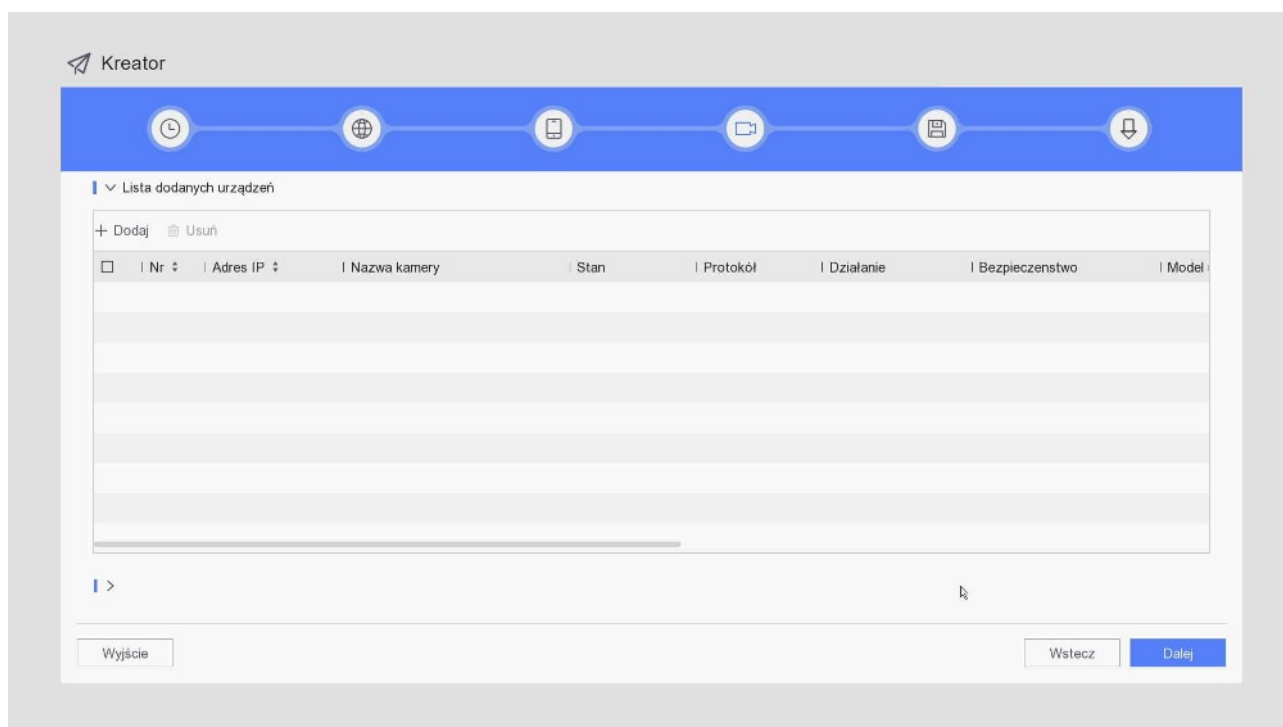 Kreator
Lista dodanych urządzeń
+ Dodaj Usuń
Nr Adres IP Nazwa kamery Stan Protokół Działanie Bezpieczenstwo Model
Wyjście Wstecz Dalej